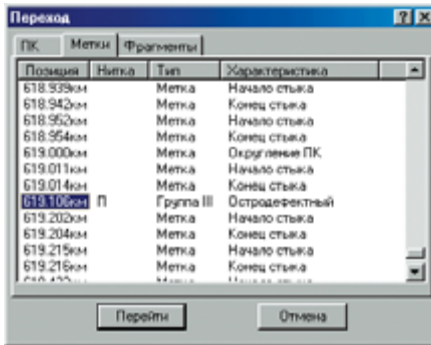 Переход
ПК Метки Фрагменты
Позиция Нитка Тип Характеристика
618.939км Метка Начало стыка
618.942км Метка Конец стыка
618.952км Метка Начало стыка
618.954км Метка Конец стыка
619.000км Метка Округление ПК
619.011км Метка Начало стыка
619.014км Метка Конец стыка
619.106км П Группа III Остродефектный
619.202км Метка Начало стыка
619.204км Метка Конец стыка
619.215км Метка Начало стыка
619.216км Метка Конец стыка
Перейти Отмена